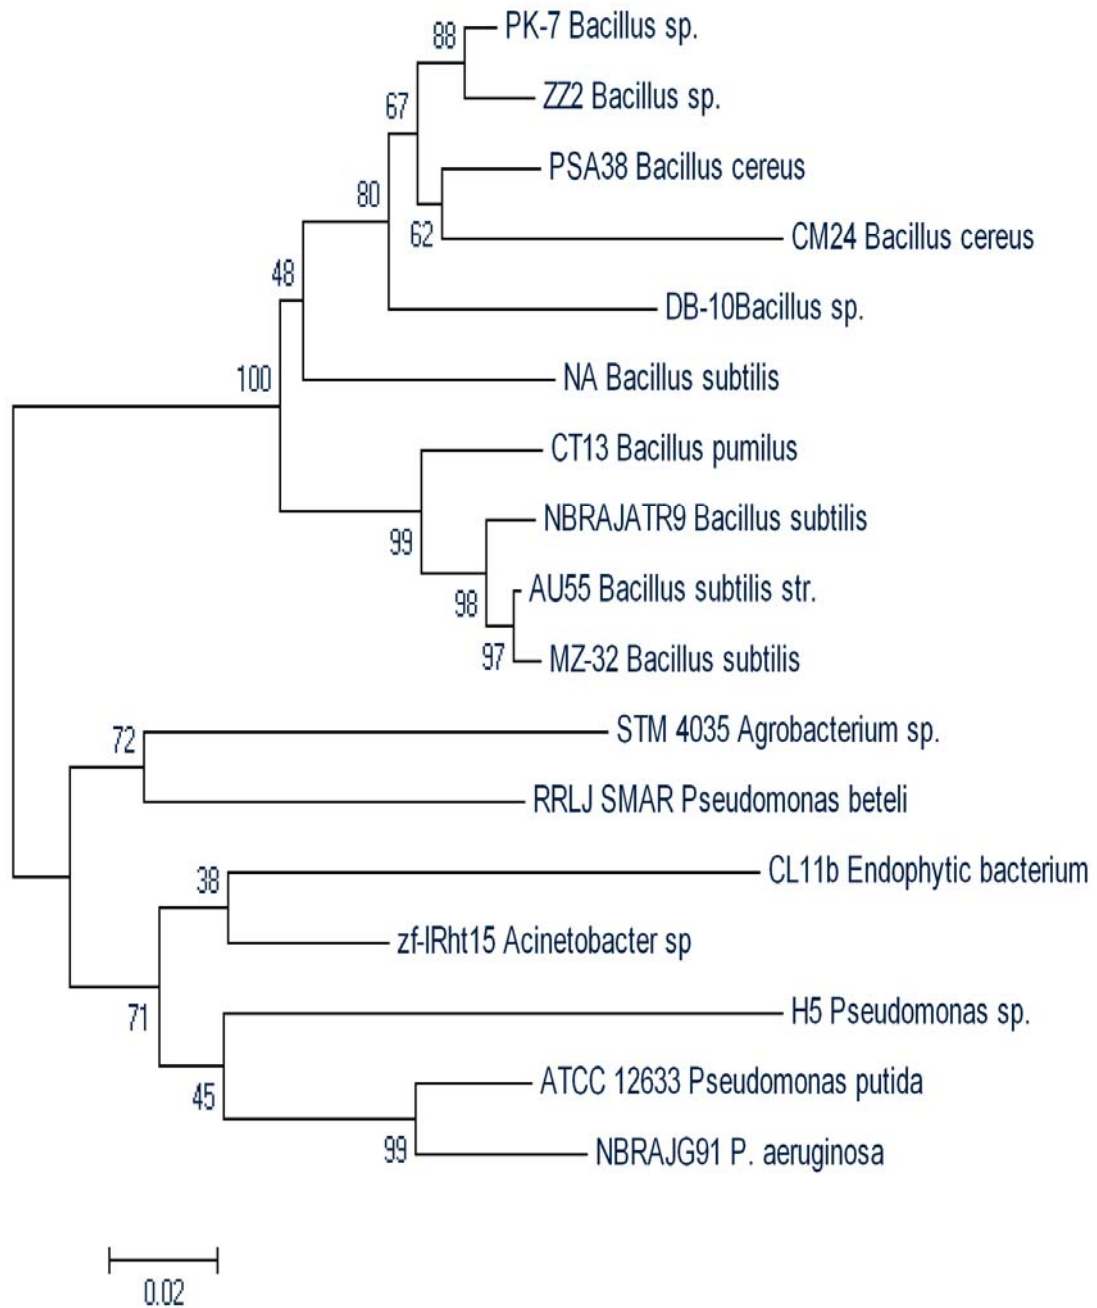 88
PK-7 Bacillus sp.
ZZ2 Bacillus sp.
67
PSA38 Bacillus cereus
80
62
CM24 Bacillus cereus
48
DB-10Bacillus sp.
100
NA Bacillus subtilis
CT13 Bacillus pumilus
NBRAJATR9 Bacillus subtilis
99
AU55 Bacillus subtilis str.
98
97
MZ-32 Bacillus subtilis
72
STM 4035 Agrobacterium sp.
RRLJ SMAR Pseudomonas beteli
38
CL11b Endophytic bacterium
zf-IRht15 Acinetobacter sp
71
H5 Pseudomonas sp.
45
ATCC 12633 Pseudomonas putida
99
NBRAJG91 P. aeruginosa
0.02